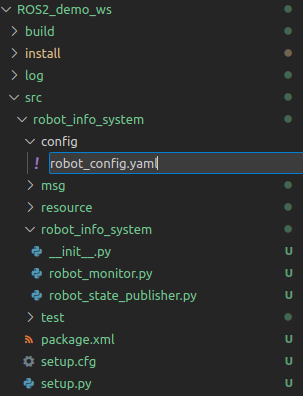 ROS2_demo_ws
build
install
log
src
robot_info_system
config
! robot_config.yaml
msg
resource
robot_info_system
__init__.py U
robot_monitor.py U
robot_state_publisher.py U
test
package.xml U
setup.cfg U
setup.py U